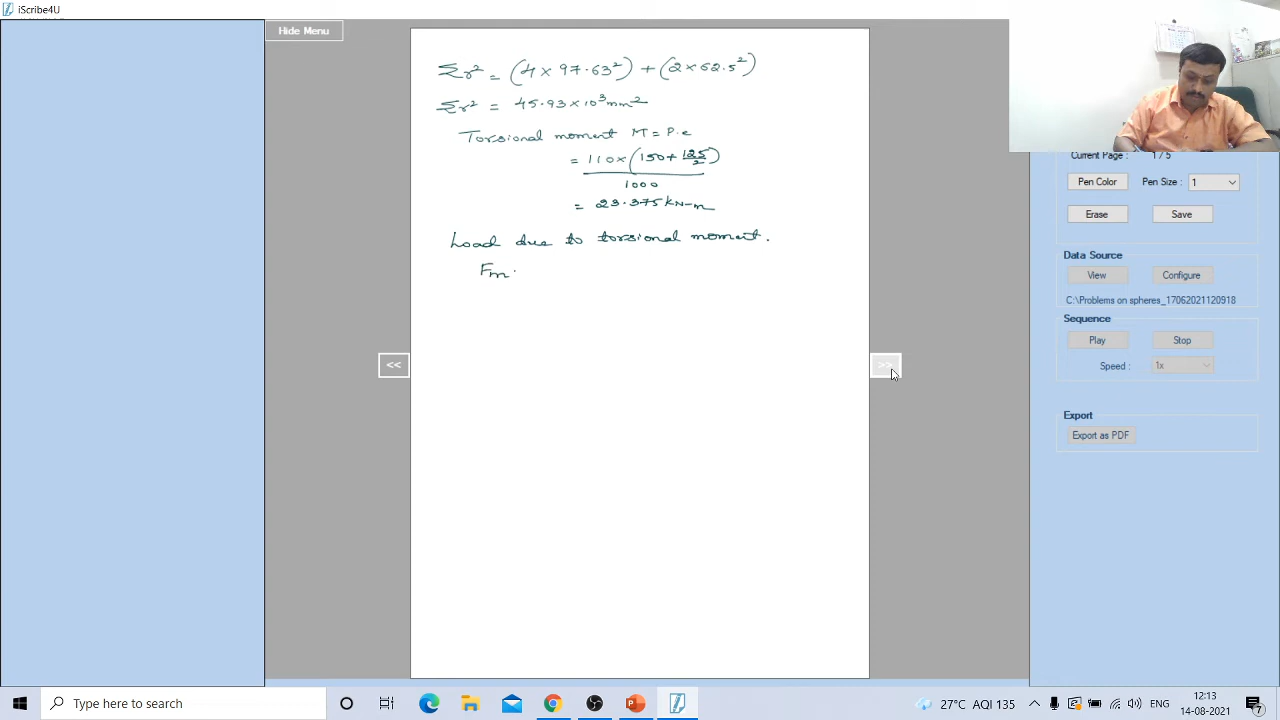 iScribe4U
Hide Menu
Σr² = (4 × 97.63²) + (2 × 62.5²)
Σr² = 45.93 × 10³ mm²
Torsional moment M = P.e
= 110 × (150 + 125/2)
1000
= 23.375 kN-m
Load due to torsional moment.
Fm.
<<
>>
Current Page : 1 / 5
Pen Color Pen Size : 1
Erase Save
Data Source
View Configure
C:\Problems on spheres_17062021120918
Sequence
Play Stop
Speed : 1x
Export
Export as PDF
Type here to search
27°C AQI 135
ENG
12:13
14-08-2021
7